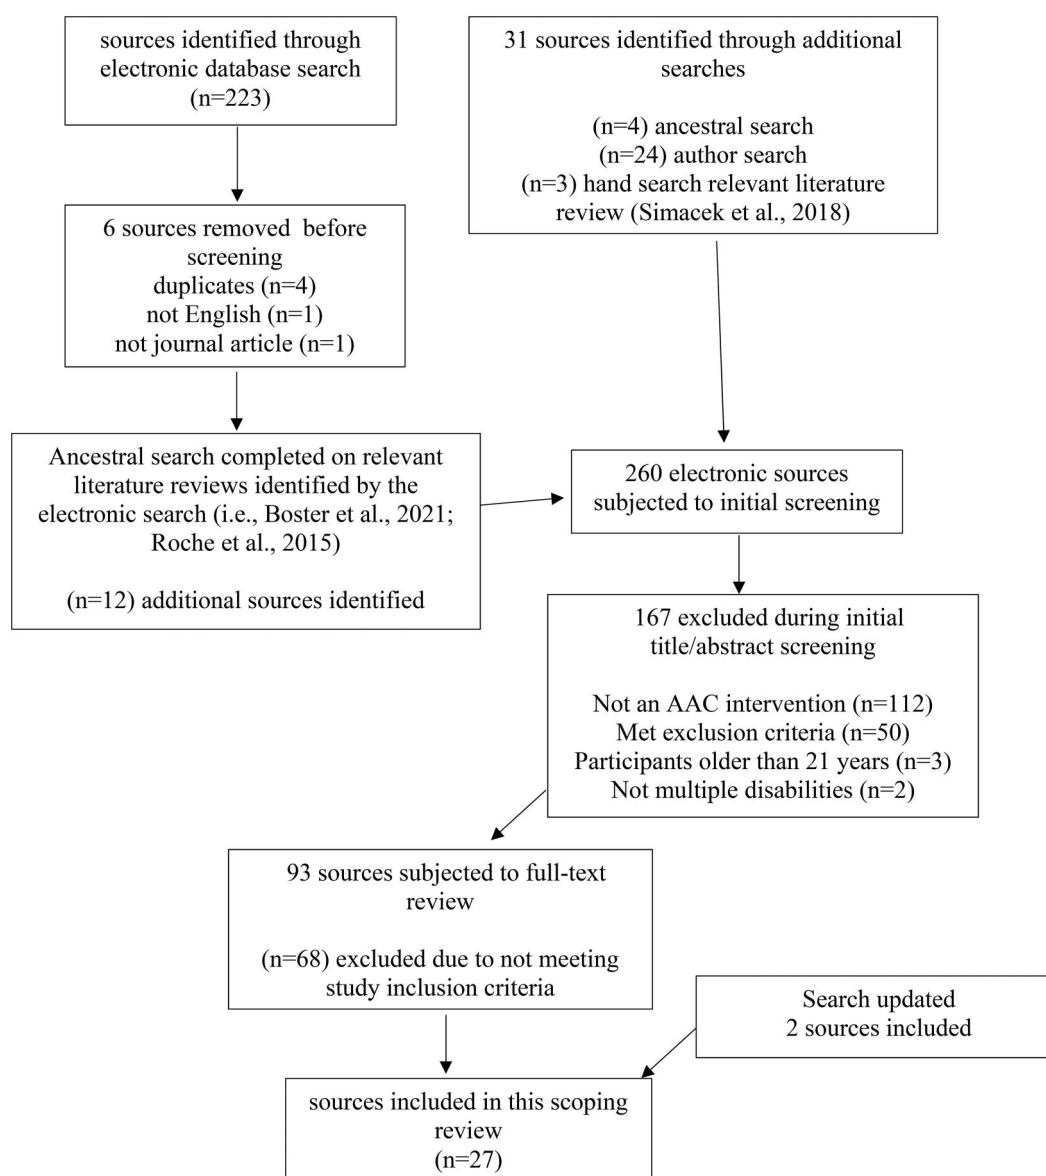 sources identified through
electronic database search
(n=223)
31 sources identified through additional
searches
(n=4) ancestral search
(n=24) author search
(n=3) hand search relevant literature
review (Simacek et al., 2018)
6 sources removed before
screening
duplicates (n=4)
not English (n=1)
not journal article (n=1)
Ancestral search completed on relevant
literature reviews identified by the
electronic search (i.e., Boster et al., 2021;
Roche et al., 2015)
(n=12) additional sources identified
260 electronic sources
subjected to initial screening
167 excluded during initial
title/abstract screening
Not an AAC intervention (n=112)
Met exclusion criteria (n=50)
Participants older than 21 years (n=3)
Not multiple disabilities (n=2)
93 sources subjected to full-text
review
(n=68) excluded due to not meeting
study inclusion criteria
Search updated
2 sources included
sources included in this scoping
review
(n=27)